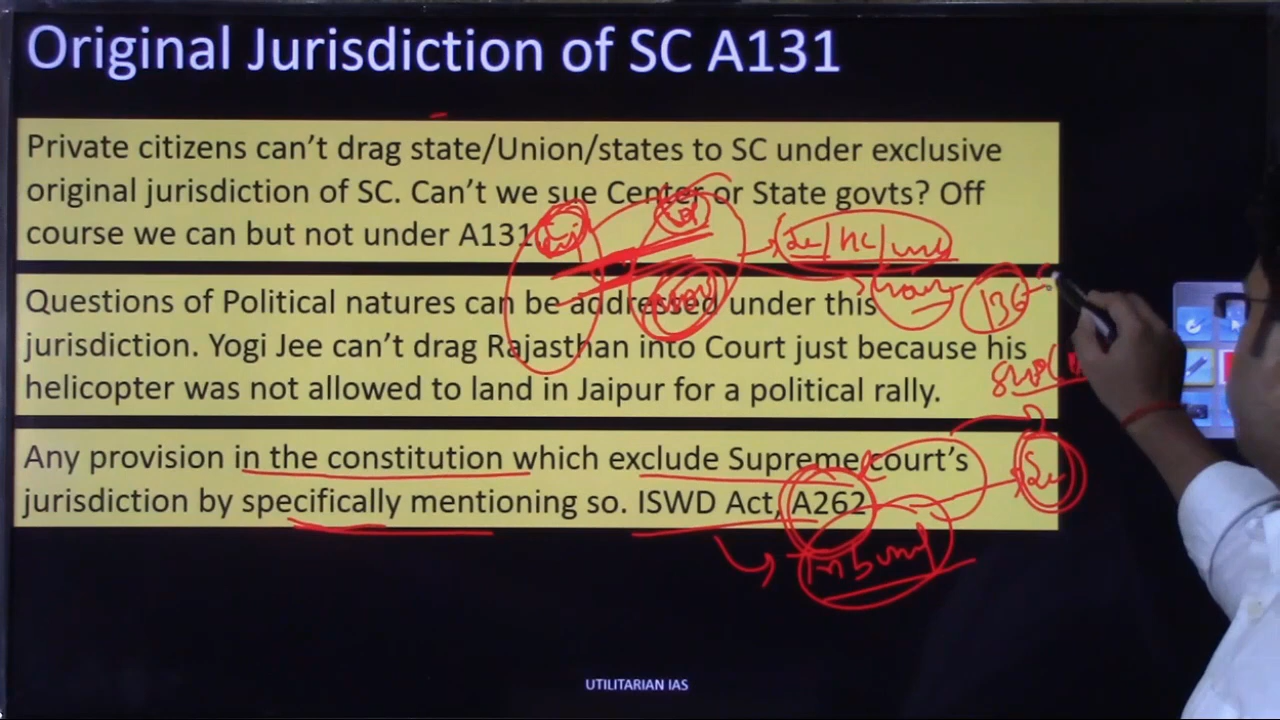 Original Jurisdiction of SC A131
Private citizens can't drag state/Union/states to SC under exclusive
original jurisdiction of SC. Can't we sue Center or State govts? Off
course we can but not under A131
Questions of Political natures can be addressed under this
jurisdiction. Yogi Jee can't drag Rajasthan into Court just because his
helicopter was not allowed to land in Jaipur for a political rally.
Any provision in the constitution which exclude Supreme court's
jurisdiction by specifically mentioning so. ISWD Act, A262
136
Tribunal
UTILITARIAN IAS